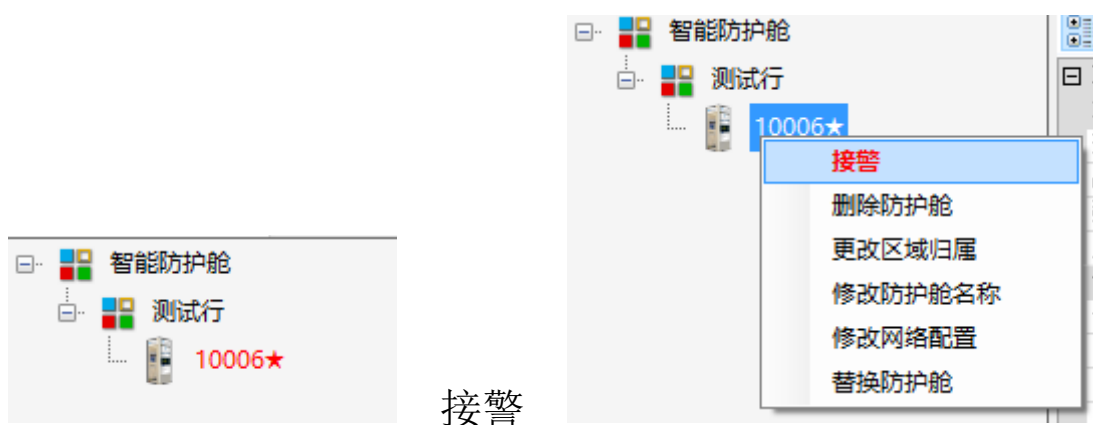 智能防护舱
测试行
10006★
接警
智能防护舱
测试行
10006★
接警
删除防护舱
更改区域归属
修改防护舱名称
修改网络配置
替换防护舱